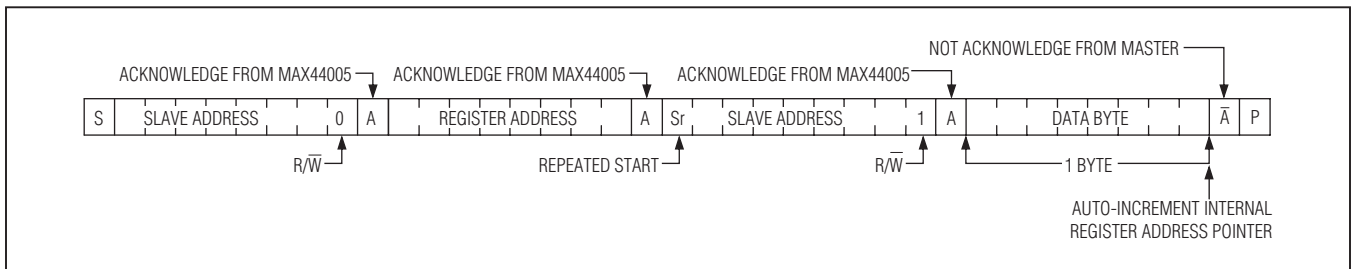 NOT ACKNOWLEDGE FROM MASTER
ACKNOWLEDGE FROM MAX44005 ACKNOWLEDGE FROM MAX44005 ACKNOWLEDGE FROM MAX44005
S SLAVE ADDRESS 0 A REGISTER ADDRESS A Sr SLAVE ADDRESS 1 A DATA BYTE A̅ P
R/W̅ REPEATED START R/W̅ 1 BYTE
AUTO-INCREMENT INTERNAL
REGISTER ADDRESS POINTER